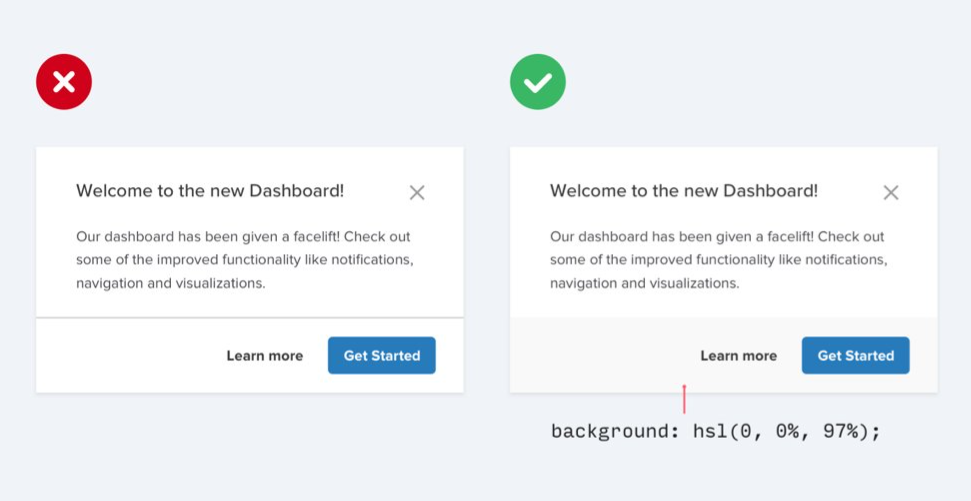 Welcome to the new Dashboard!
Our dashboard has been given a facelift! Check out
some of the improved functionality like notifications,
navigation and visualizations.
Learn more
Get Started
Welcome to the new Dashboard!
Our dashboard has been given a facelift! Check out
some of the improved functionality like notifications,
navigation and visualizations.
Learn more
Get Started
background: hsl(0, 0%, 97%);